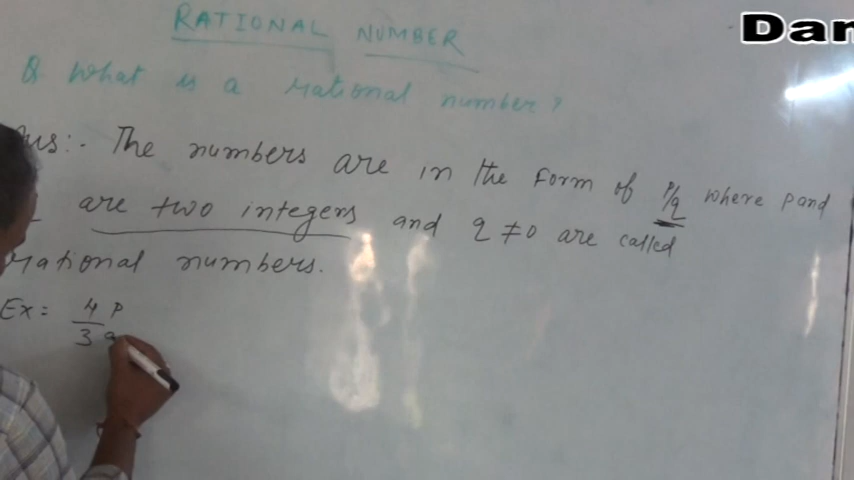 Dan
RATIONAL NUMBER
Q What is a rational number?
Ans:- The numbers are in the form of p/q where p and
are two integers and q ≠ 0 are called
rational numbers.
Ex = 4 p
3 q